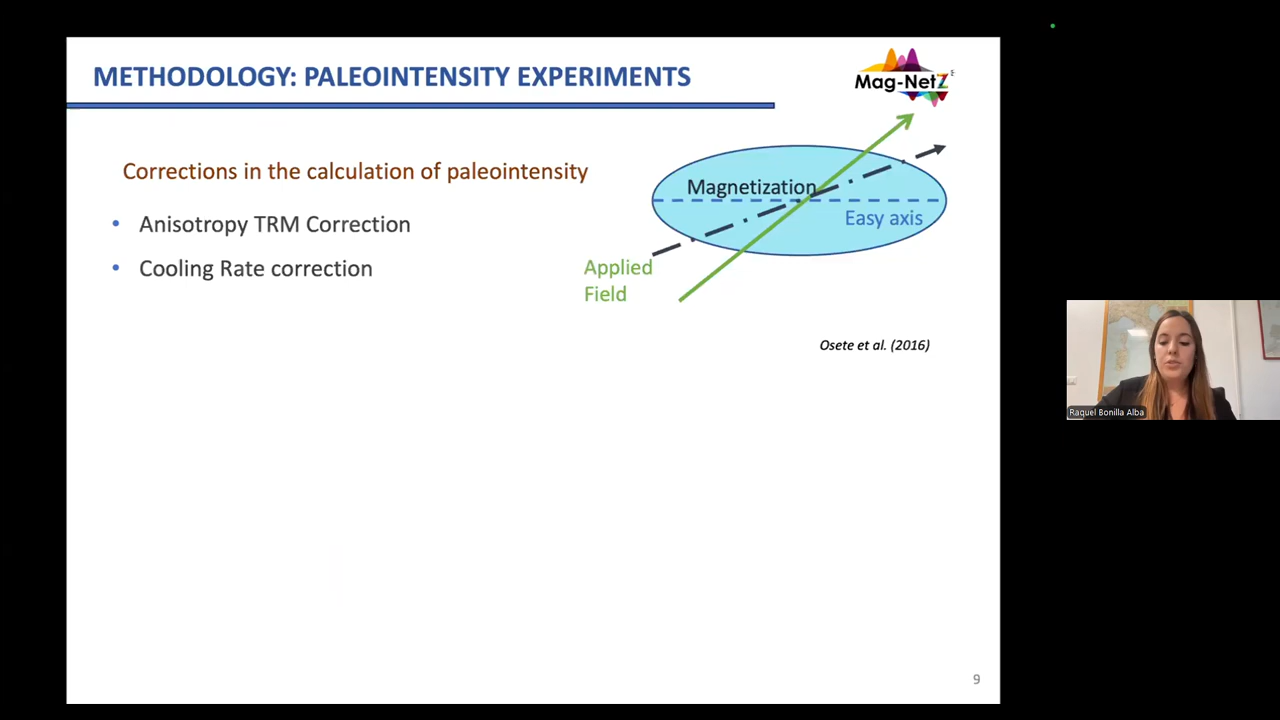 METHODOLOGY: PALEOINTENSITY EXPERIMENTS
Mag-NetZ
Corrections in the calculation of paleointensity
• Anisotropy TRM Correction
• Cooling Rate correction
Magnetization
Easy axis
Applied
Field
Osete et al. (2016)
Raquel Bonilla Alba
9